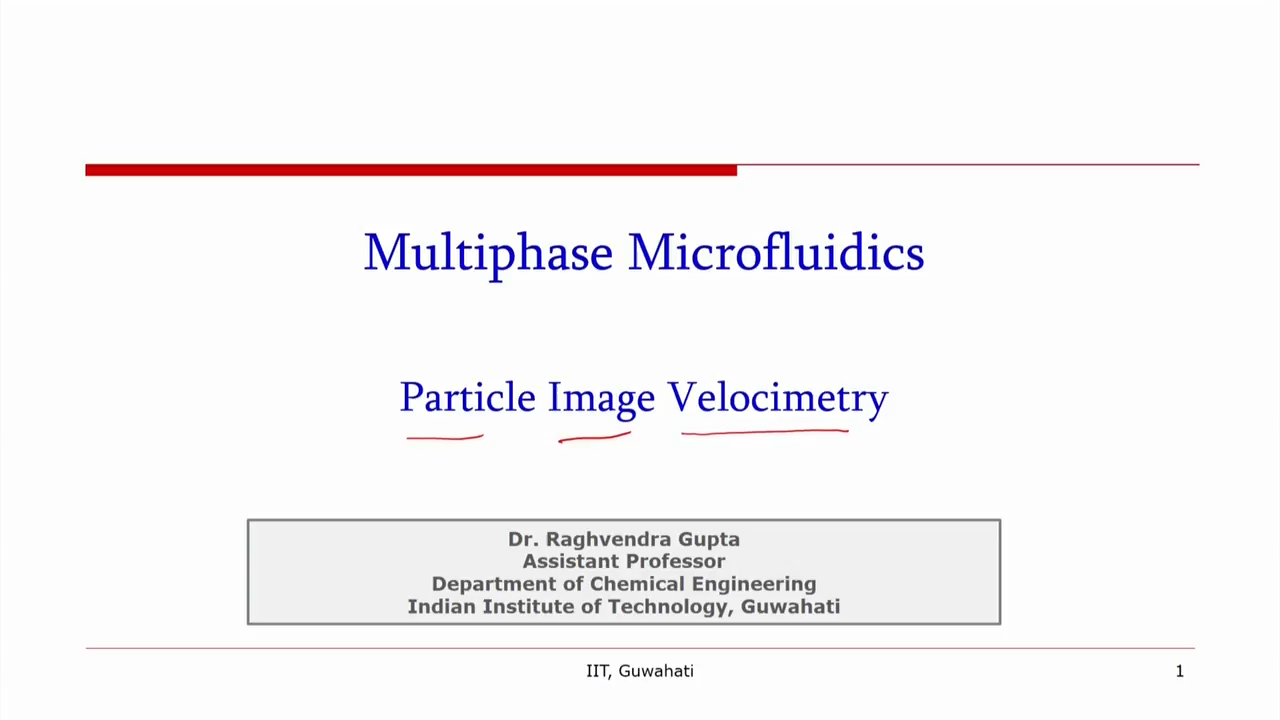 Multiphase Microfluidics
Particle Image Velocimetry
Dr. Raghvendra Gupta
Assistant Professor
Department of Chemical Engineering
Indian Institute of Technology, Guwahati
IIT, Guwahati
1